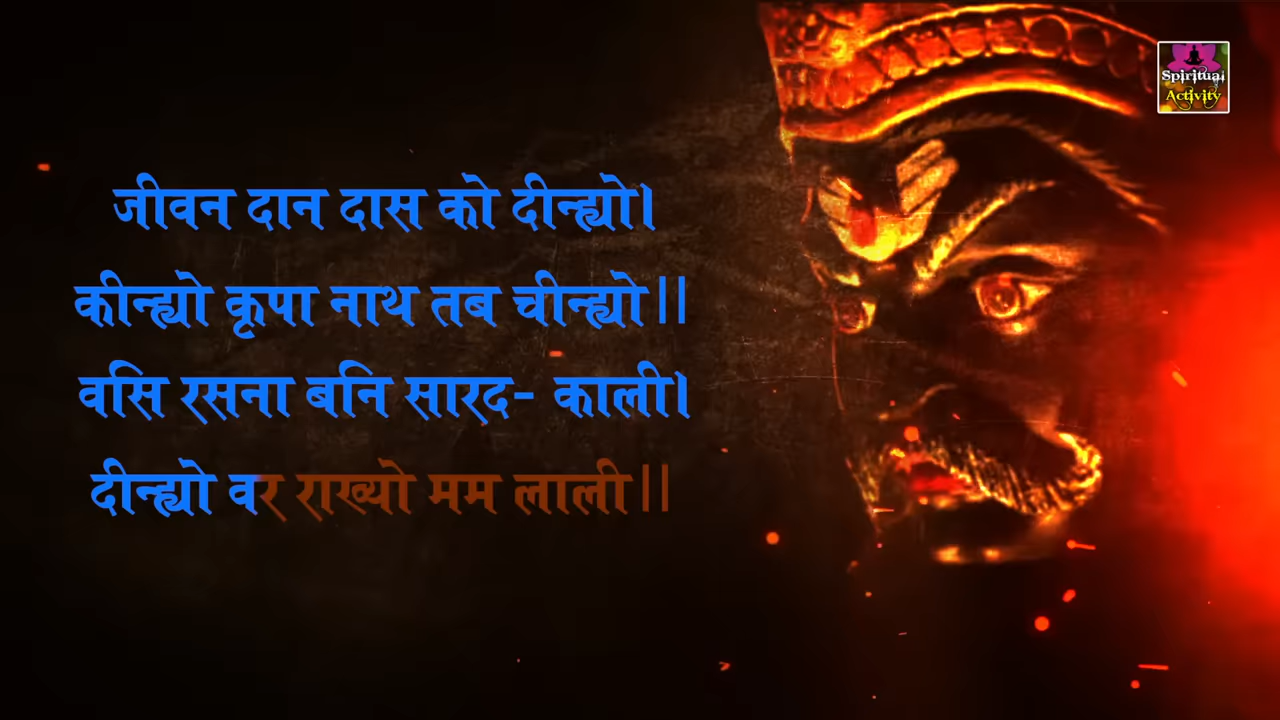 जीवन दान दास को दीन्ह्यो।
कीन्ह्यो कृपा नाथ तब चीन्ह्यो||
वसि रसना बनि सारद- काली।
दीन्ह्यो वर राख्यो मम लाली||
Spiritual
Activity